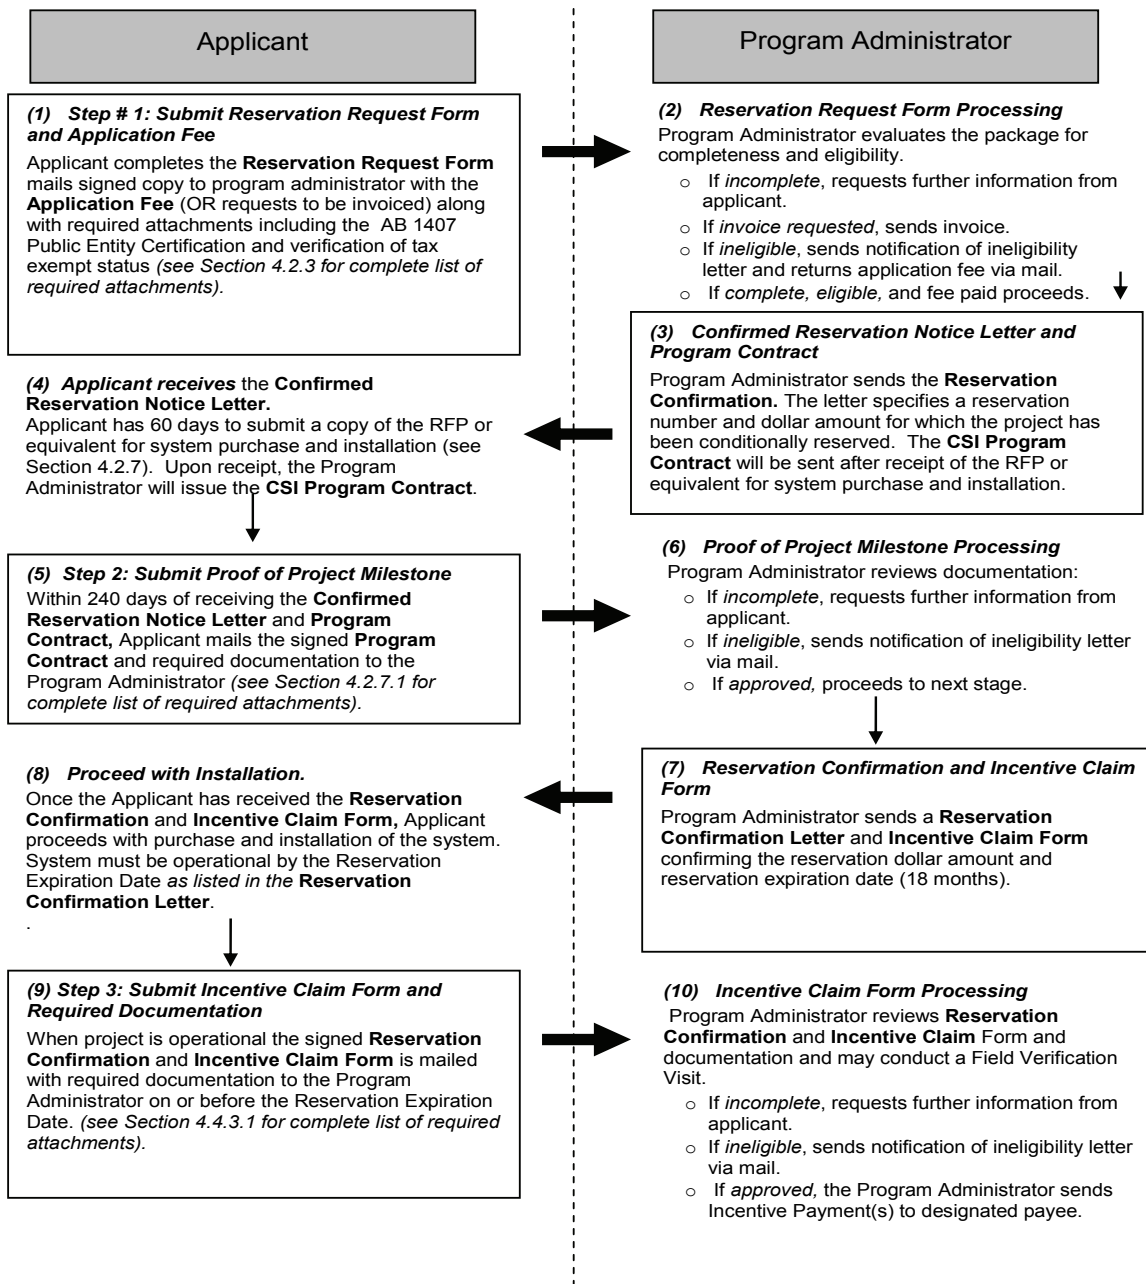 Applicant
Program Administrator
(1) Step # 1: Submit Reservation Request Form
and Application Fee
Applicant completes the Reservation Request Form
mails signed copy to program administrator with the
Application Fee (OR requests to be invoiced) along
with required attachments including the AB 1407
Public Entity Certification and verification of tax
exempt status (see Section 4.2.3 for complete list of
required attachments).
(2) Reservation Request Form Processing
Program Administrator evaluates the package for
completeness and eligibility.
o If incomplete, requests further information from
applicant.
o If invoice requested, sends invoice.
o If ineligible, sends notification of ineligibility
letter and returns application fee via mail.
o If complete, eligible, and fee paid proceeds.
(3) Confirmed Reservation Notice Letter and
Program Contract
Program Administrator sends the Reservation
Confirmation. The letter specifies a reservation
number and dollar amount for which the project has
been conditionally reserved. The CSI Program
Contract will be sent after receipt of the RFP or
equivalent for system purchase and installation.
(4) Applicant receives the Confirmed
Reservation Notice Letter.
Applicant has 60 days to submit a copy of the RFP or
equivalent for system purchase and installation (see
Section 4.2.7). Upon receipt, the Program
Administrator will issue the CSI Program Contract.
(5) Step 2: Submit Proof of Project Milestone
Within 240 days of receiving the Confirmed
Reservation Notice Letter and Program
Contract, Applicant mails the signed Program
Contract and required documentation to the
Program Administrator (see Section 4.2.7.1 for
complete list of required attachments).
(6) Proof of Project Milestone Processing
Program Administrator reviews documentation:
o If incomplete, requests further information from
applicant.
o If ineligible, sends notification of ineligibility letter
via mail.
o If approved, proceeds to next stage.
(7) Reservation Confirmation and Incentive Claim
Form
Program Administrator sends a Reservation
Confirmation Letter and Incentive Claim Form
confirming the reservation dollar amount and
reservation expiration date (18 months).
(8) Proceed with Installation.
Once the Applicant has received the Reservation
Confirmation and Incentive Claim Form, Applicant
proceeds with purchase and installation of the system.
System must be operational by the Reservation
Expiration Date as listed in the Reservation
Confirmation Letter.
.
(9) Step 3: Submit Incentive Claim Form and
Required Documentation
When project is operational the signed Reservation
Confirmation and Incentive Claim Form is mailed
with required documentation to the Program
Administrator on or before the Reservation Expiration
Date. (see Section 4.4.3.1 for complete list of required
attachments).
(10) Incentive Claim Form Processing
Program Administrator reviews Reservation
Confirmation and Incentive Claim Form and
documentation and may conduct a Field Verification
Visit.
o If incomplete, requests further information from
applicant.
o If ineligible, sends notification of ineligibility letter
via mail.
o If approved, the Program Administrator sends
Incentive Payment(s) to designated payee.